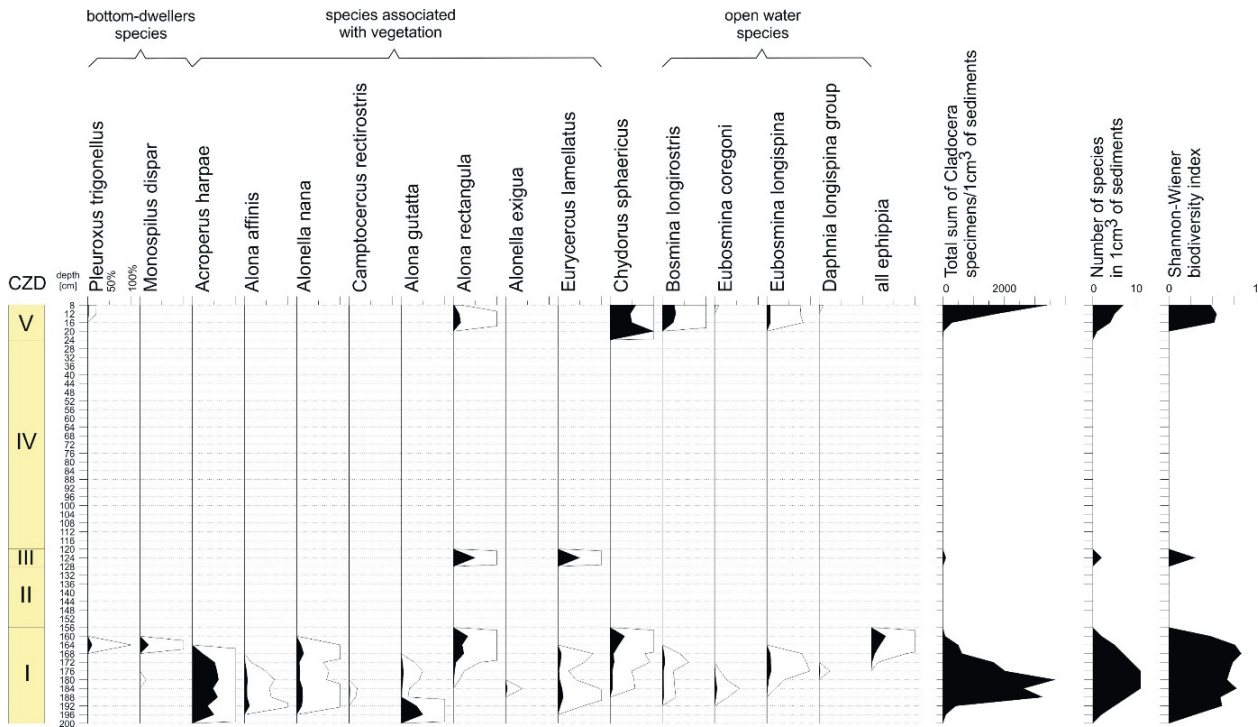 bottom-dwellers
species
species associated
with vegetation
open water
species
CZD
depth
[cm]
Pleuroxus trigonellus
50%
100%
Monospilus dispar
Acroperus harpae
Alona affinis
Alonella nana
Camptocercus rectirostris
Alona gutatta
Alona rectangula
Alonella exigua
Eurycercus lamellatus
Chydorus sphaericus
Bosmina longirostris
Eubosmina coregoni
Eubosmina longispina
Daphnia longispina group
all ephippia
Total sum of Cladocera
specimens/1cm³ of sediments
0 2000
Number of species
in 1cm³ of sediments
0 10
Shannon-Wiener
biodiversity index
0 1
V
IV
III
II
I
8
12
16
20
24
28
32
36
40
44
48
52
56
60
64
68
72
76
80
84
88
92
96
100
104
108
112
116
120
124
128
132
136
140
144
148
152
156
160
164
168
172
176
180
184
188
192
196
200